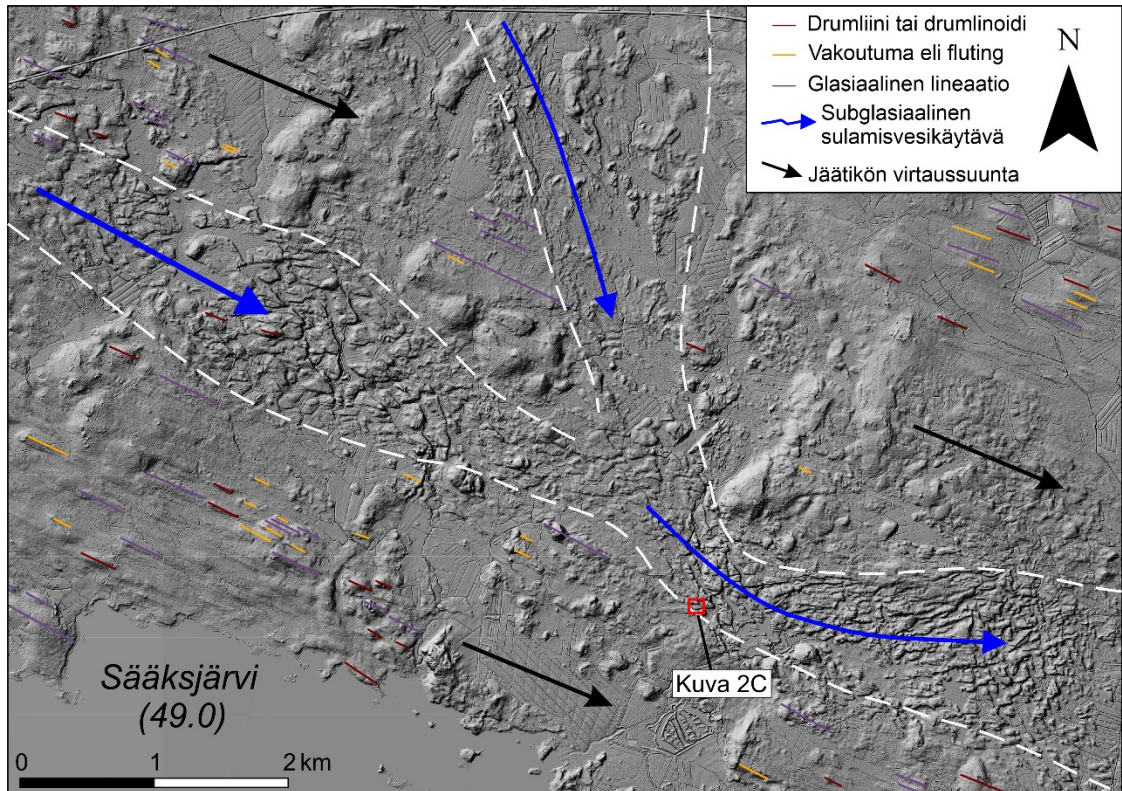 Drumliini tai drumlinoidi
Vakoutuma eli fluting
Glasiaalinen lineaatio
Subglasiaalinen
sulamisvesikäytävä
Jäätikön virtaussuunta
N
Kuva 2C
Sääksjärvi
(49.0)
0 1 2 km